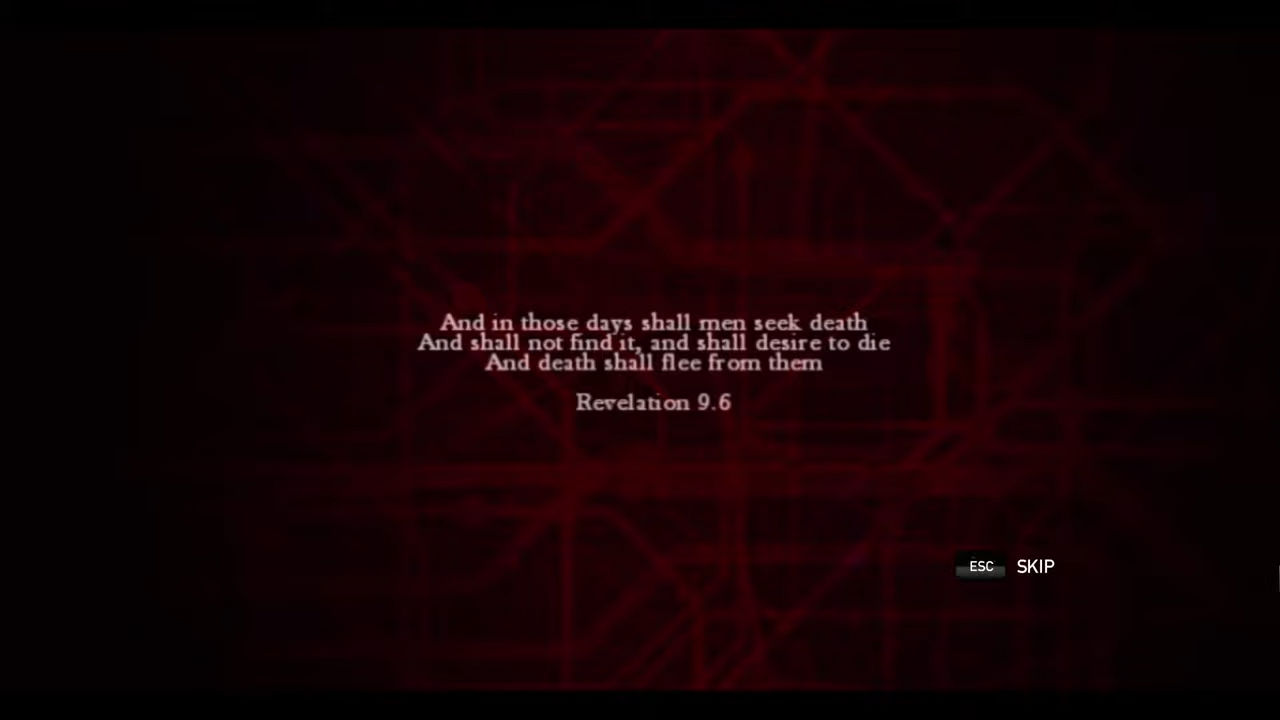 And in those days shall men seek death
And shall not find it, and shall desire to die
And death shall flee from them
Revelation 9.6
ESC SKIP